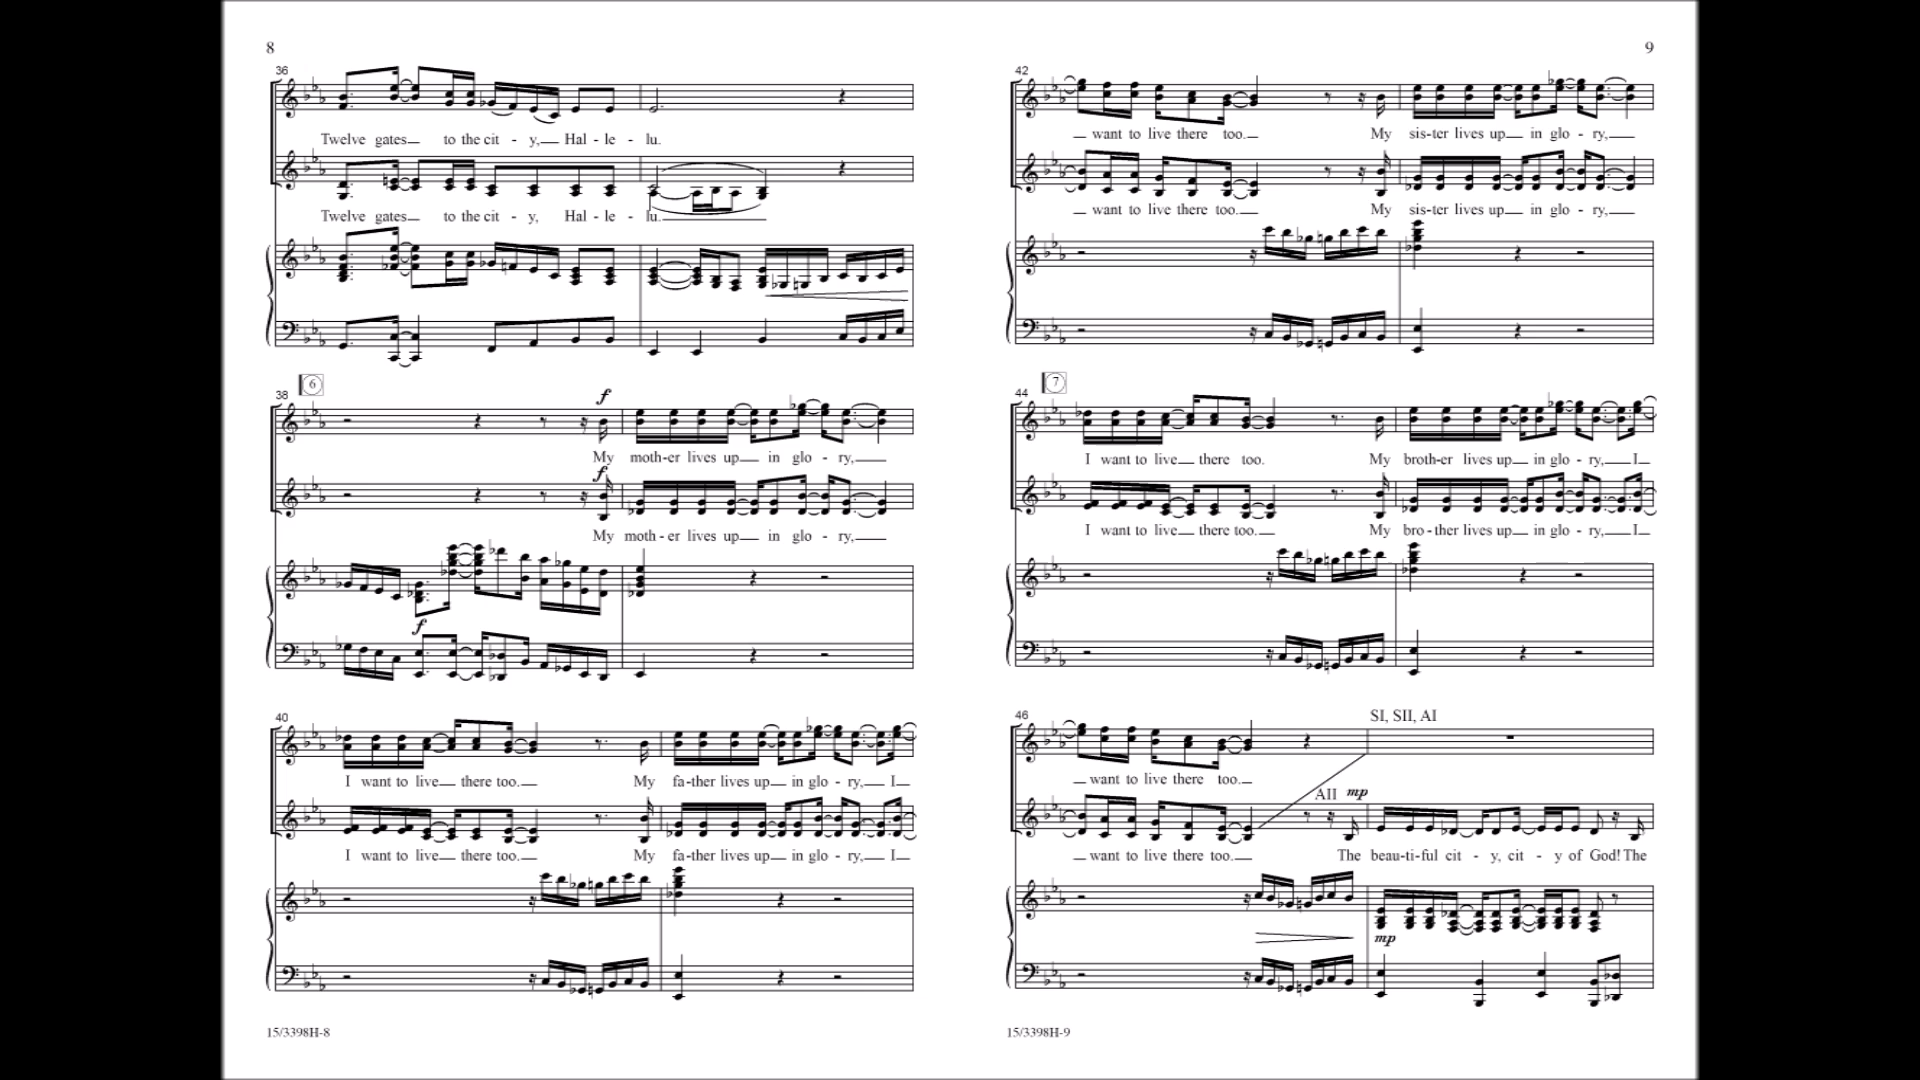 8
36
Twelve gates to the cit - y, Hal - le - lu.
Twelve gates to the cit - y, Hal - le - lu.
6
38
f
My moth-er lives up in glo - ry,
f
My moth - er lives up in glo - ry,
f
40
I want to live there too. My fa-ther lives up in glo - ry, I
I want to live there too. My fa-ther lives up in glo - ry, I
15/3398H-8
9
42
want to live there too. My sis-ter lives up in glo - ry,
want to live there too. My sis-ter lives up in glo - ry,
7
44
I want to live there too. My broth-er lives up in glo - ry, I
I want to live there too. My bro - ther lives up in glo - ry, I
46
SI, SII, AI
want to live there too.
AII mp
want to live there too. The beau-ti-ful cit - y, cit - y of God! The
mp
15/3398H-9